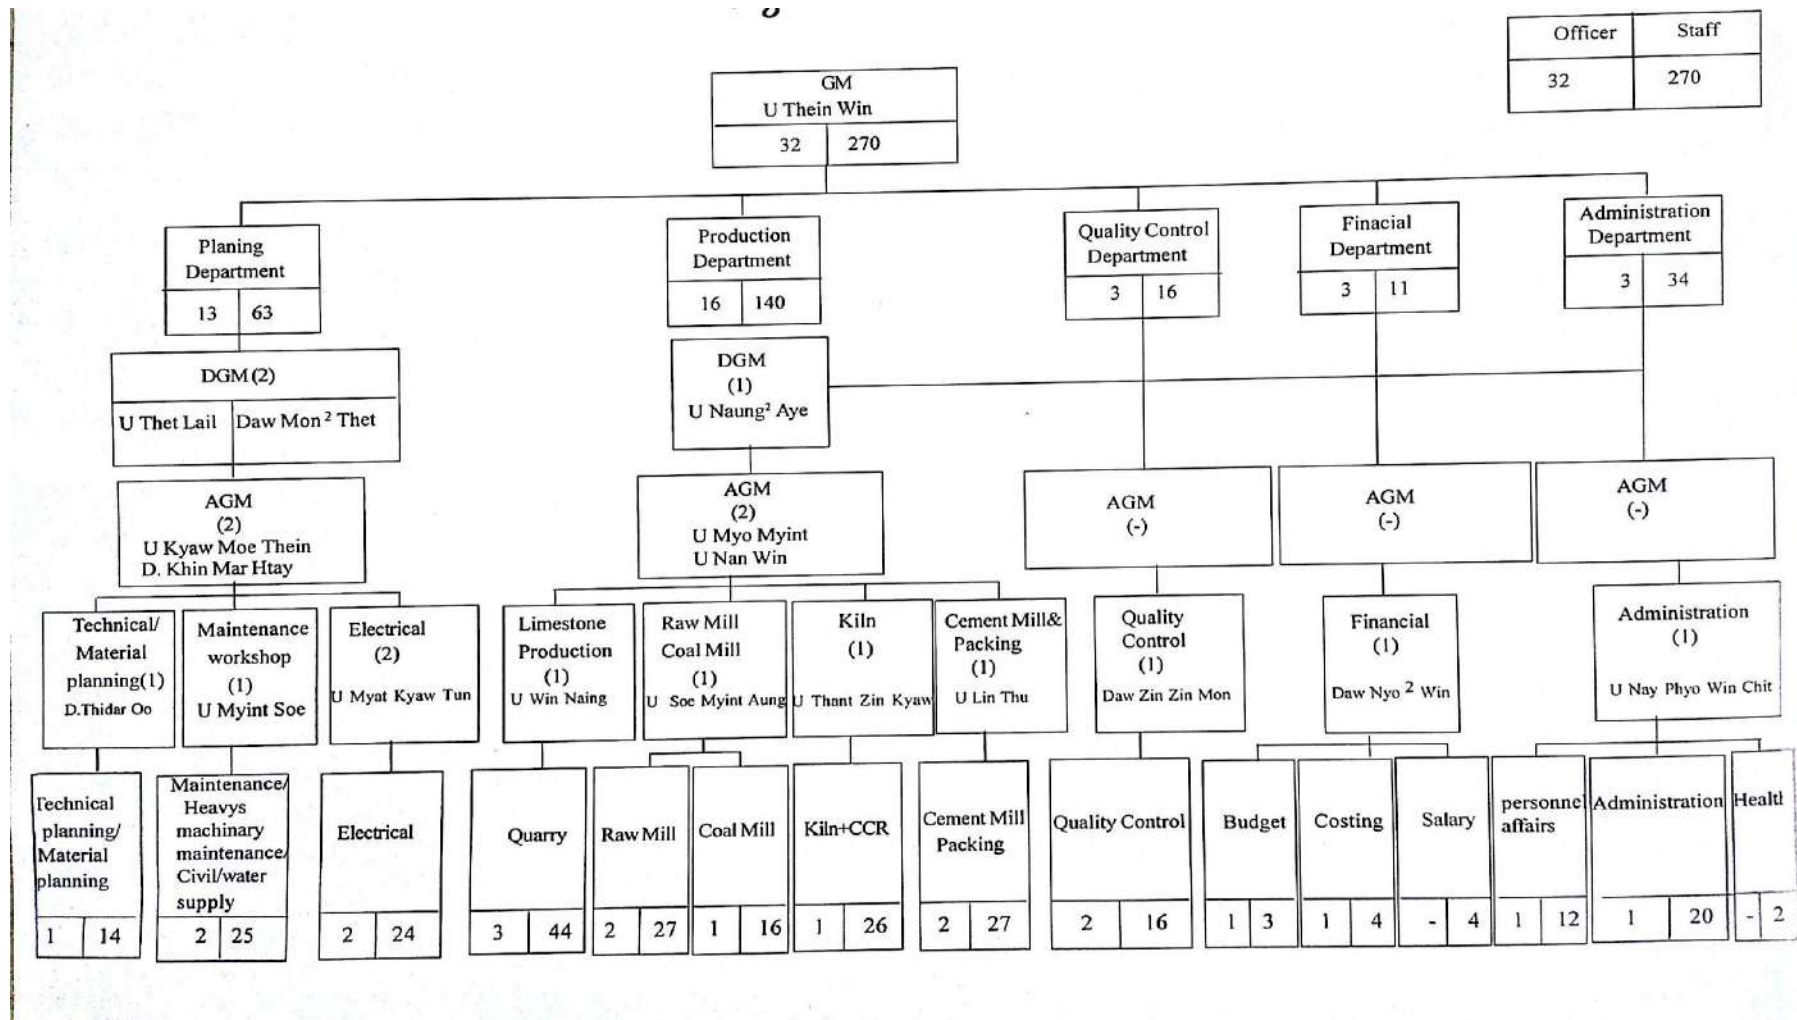 Officer Staff
32 270
GM
U Thein Win
32 270
Planing
Department
13 63
Production
Department
16 140
Quality Control
Department
3 16
Finacial
Department
3 11
Administration
Department
3 34
DGM (2)
U Thet Lail Daw Mon² Thet
DGM
(1)
U Naung² Aye
AGM
(2)
U Kyaw Moe Thein
D. Khin Mar Htay
AGM
(2)
U Myo Myint
U Nan Win
AGM
(-)
AGM
(-)
AGM
(-)
Technical/
Material
planning(1)
D.Thidar Oo
Maintenance
workshop
(1)
U Myint Soe
Electrical
(2)
U Myat Kyaw Tun
Limestone
Production
(1)
U Win Naing
Raw Mill
Coal Mill
(1)
U Soe Myint Aung
Kiln
(1)
U Thant Zin Kyaw
Cement Mill&
Packing
(1)
U Lin Thu
Quality
Control
(1)
Daw Zin Zin Mon
Financial
(1)
Daw Nyo ² Win
Administration
(1)
U Nay Phyo Win Chit
Technical
planning/
Material
planning
1 14
Maintenance/
Heavys
machinary
maintenance/
Civil/water
supply
2 25
Electrical
2 24
Quarry
3 44
Raw Mill
2 27
Coal Mill
1 16
Kiln+CCR
1 26
Cement Mill
Packing
2 27
Quality Control
2 16
Budget
1 3
Costing
1 4
Salary
- 4
personnel
affairs
1 12
Administration
1 20
Health
- 2